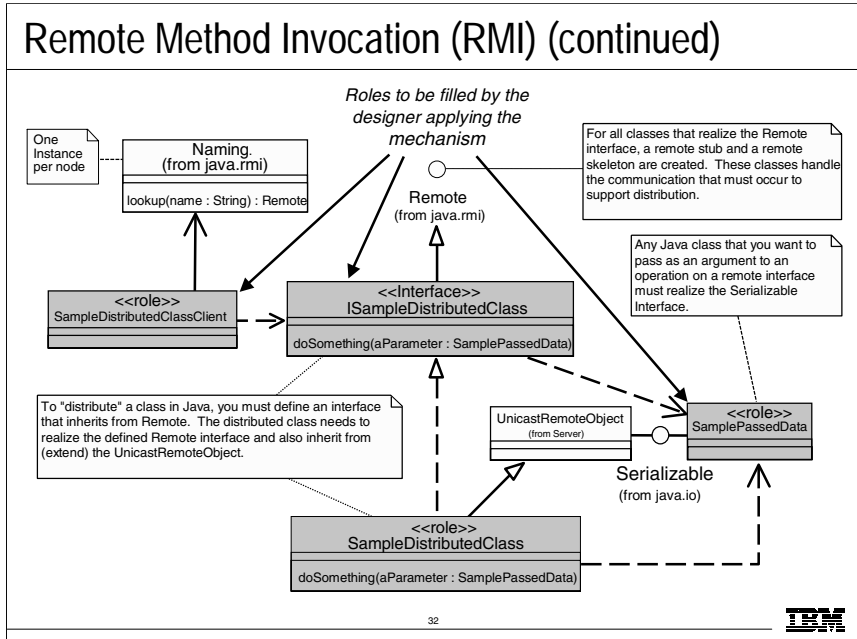 Remote Method Invocation (RMI) (continued)
Roles to be filled by the
designer applying the
mechanism
One
Instance
per node
Naming.
(from java.rmi)
lookup(name : String) : Remote
Remote
(from java.rmi)
For all classes that realize the Remote
interface, a remote stub and a remote
skeleton are created. These classes handle
the communication that must occur to
support distribution.
Any Java class that you want to
pass as an argument to an
operation on a remote interface
must realize the Serializable
Interface.
<<role>>
SampleDistributedClassClient
<<Interface>>
ISampleDistributedClass
doSomething(aParameter : SamplePassedData)
To "distribute" a class in Java, you must define an interface
that inherits from Remote. The distributed class needs to
realize the defined Remote interface and also inherit from
(extend) the UnicastRemoteObject.
UnicastRemoteObject
(from Server)
Serializable
(from java.io)
<<role>>
SamplePassedData
<<role>>
SampleDistributedClass
doSomething(aParameter : SamplePassedData)
32
IBM